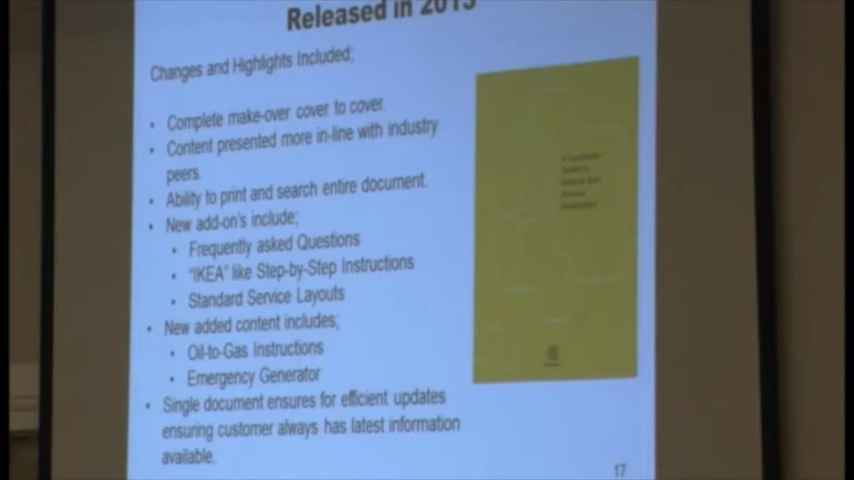 Released in 2015
Changes and Highlights Included;
• Complete make-over cover to cover.
• Content presented more in-line with industry
peers.
• Ability to print and search entire document.
• New add-on's include;
• Frequently asked Questions
• "IKEA" like Step-by-Step Instructions
• Standard Service Layouts
• New added content includes;
• Oil-to-Gas Instructions
• Emergency Generator
• Single document ensures for efficient updates
ensuring customer always has latest information
available.
17